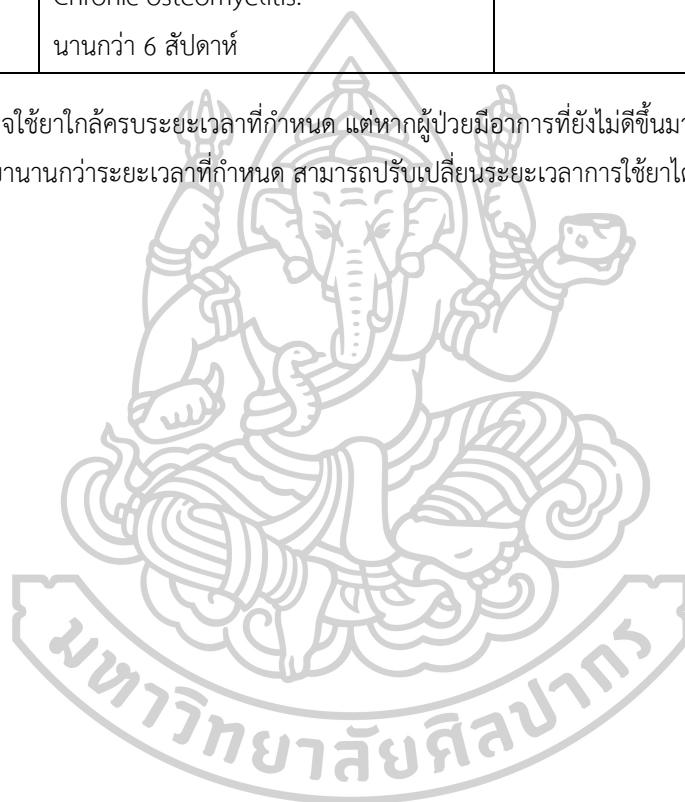 Chronic osteomyelitis:
นานกว่า 6 สัปดาห์
จใช้ยาใกล้ครบระยะเวลาที่กำหนด แต่หากผู้ป่วยมีอาการที่ยังไม่ดีขึ้นมา
านานกว่าระยะเวลาที่กำหนด สามารถปรับเปลี่ยนระยะเวลาการใช้ยาได
มหาวิทยาลัยศิลปากร